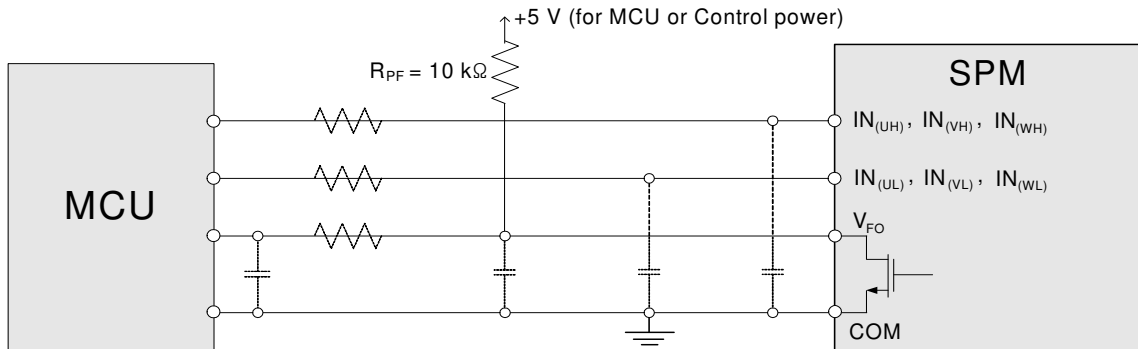 +5 V (for MCU or Control power)
R_PF = 10 kΩ
SPM
IN_(UH), IN_(VH), IN_(WH)
MCU
IN_(UL), IN_(VL), IN_(WL)
V_FO
COM